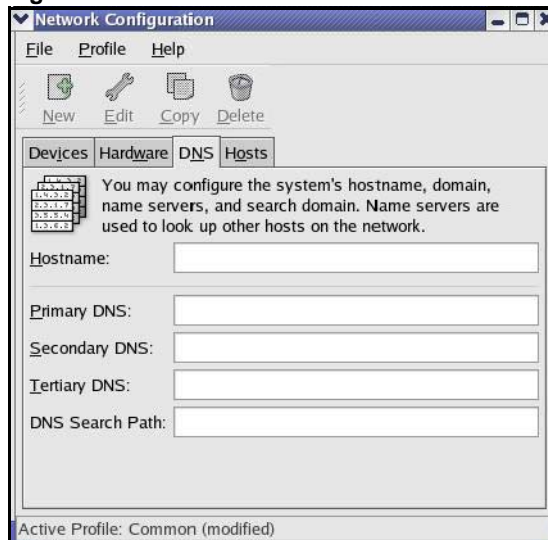 Network Configuration
File Profile Help
New Edit Copy Delete
Devices Hardware DNS Hosts
You may configure the system's hostname, domain,
name servers, and search domain. Name servers are
used to look up other hosts on the network.
Hostname:
Primary DNS:
Secondary DNS:
Tertiary DNS:
DNS Search Path:
Active Profile: Common (modified)